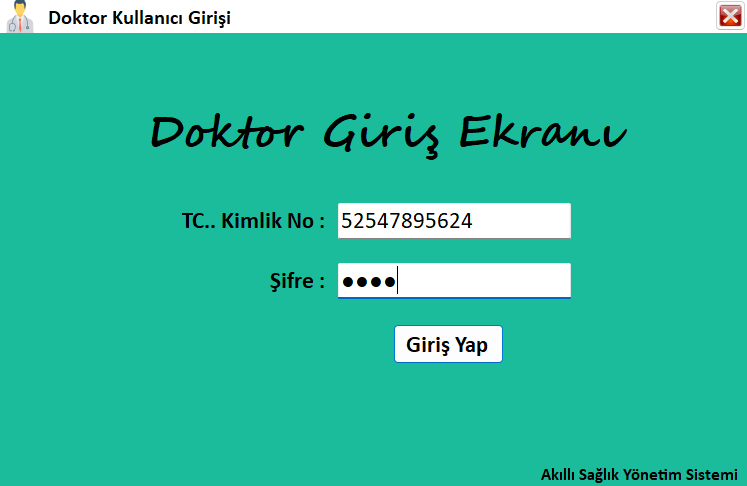 Doktor Kullanıcı Girişi
Doktor Giriş Ekranı
TC.. Kimlik No : 52547895624
Şifre : ●●●●
Giriş Yap
Akıllı Sağlık Yönetim Sistemi